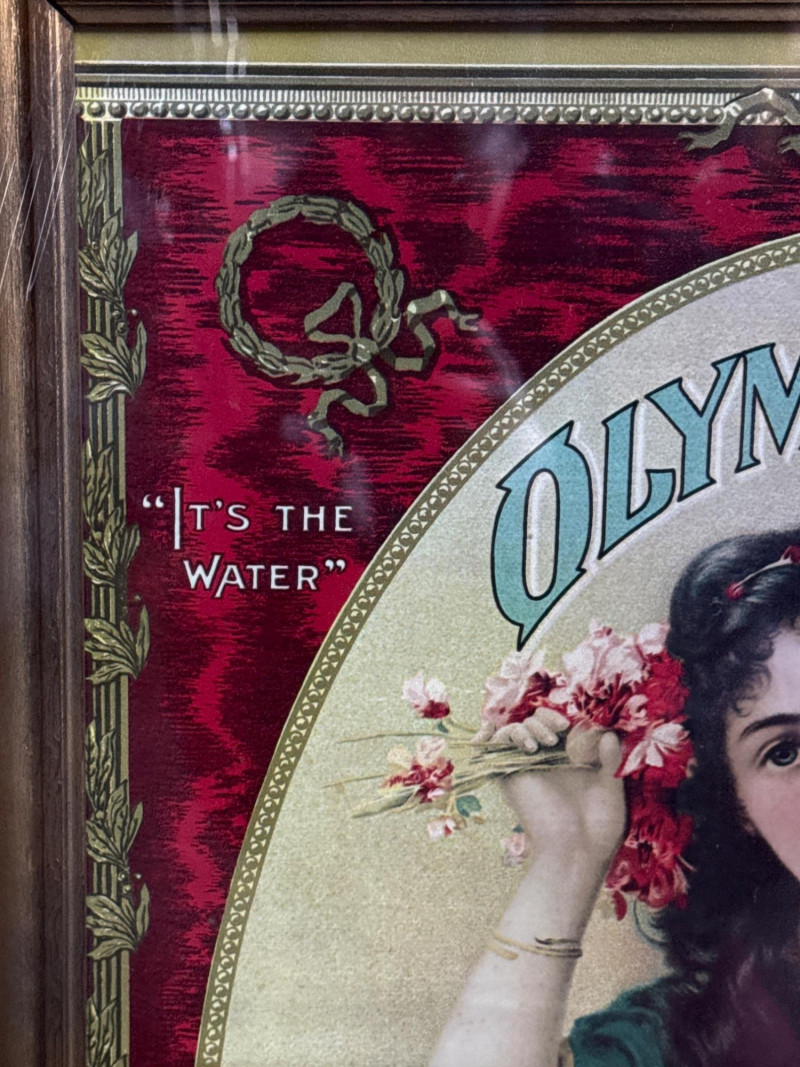 "IT'S THE
WATER"
OLYM